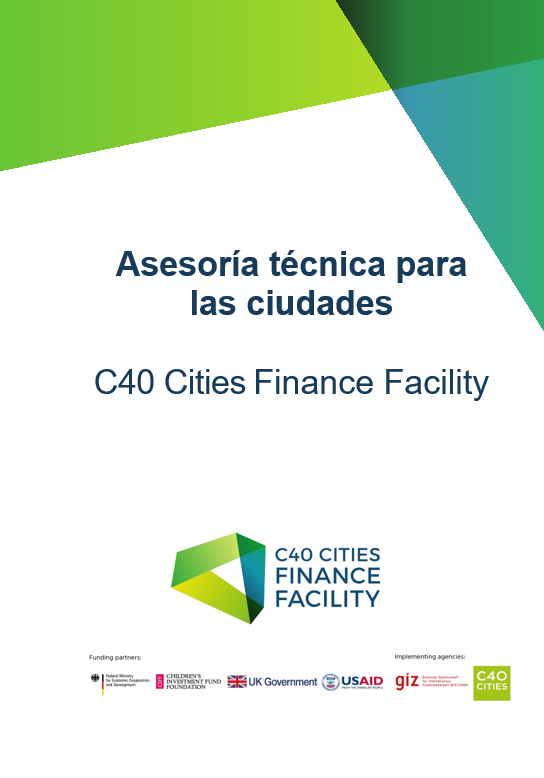 Asesoría técnica para
las ciudades
C40 Cities Finance Facility
C40 CITIES
FINANCE
FACILITY
Funding partners:
Implementing agencies:
Federal Ministry
for Economic Cooperation
and Development
CIFF
CHILDREN'S
INVESTMENT FUND
FOUNDATION
UK Government
USAID
FROM THE AMERICAN PEOPLE
giz
Deutsche Gesellschaft
für Internationale
Zusammenarbeit (GIZ) GmbH
C40
CITIES